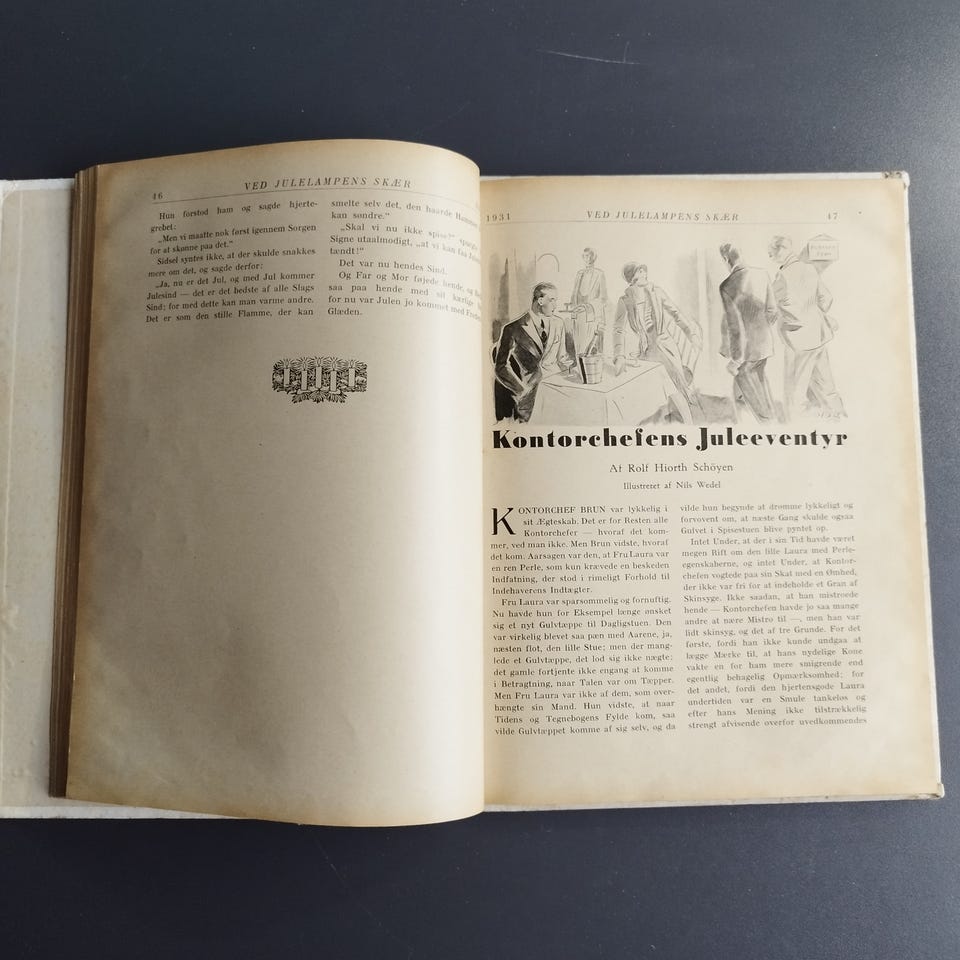 46
VED JULELAMPENS SKÆR
Hun forstod ham og sagde hjerte-
grebet:
„Men vi maatte nok først igennem Sorgen
for at skønne paa det.“
Sidsel syntes ikke, at der skulde snakkes
mere om det, og sagde derfor:
„Ja, nu er det Jul, og med Jul kommer
Julesind — det er det bedste af alle Slags
Sind; for med dette kan man varme andre.
Det er som den stille Flamme, der kan
smelte selv det, den haarde Hammer
kan søndre.“
„Skal vi nu ikke spise?“ spurgte
Signe utaalmodigt, „at vi kan faa
tændt!“
Det var nu hendes Sind.
Og Far og Mor føjede hende, og
saa paa hende med sit kærlige
for nu var Julen jo kommet med
Glæden.
1931
VED JULELAMPENS SKÆR
47
Kontorchefens Juleeventyr
Af Rolf Hiorth Schöyen
Illustreret af Nils Wedel
KONTORCHEF BRUN var lykkelig i
sit Ægteskab. Det er for Resten alle
Kontorchefer — hvoraf det kom-
mer, ved man ikke. Men Brun vidste, hvoraf
det kom. Aarsagen var den, at Fru Laura var
en ren Perle, som kun krævede en beskeden
Indfatning, der stod i rimeligt Forhold til
Indehaverens Indtægter.
Fru Laura var sparsommelig og fornuftig.
Nu havde hun for Eksempel længe ønsket
sig et nyt Gulvtæppe til Dagligstuen. Den
var virkelig blevet saa pæn med Aarene, ja,
næsten flot, den lille Stue; men der mang-
lede et Gulvtæppe, det lod sig ikke nægte;
det gamle fortjente ikke engang at komme
i Betragtning, naar Talen var om Tæpper.
Men Fru Laura var ikke af dem, som over-
hængte sin Mand. Hun vidste, at naar
Tidens og Tegnebogens Fylde kom, saa
vilde Gulvtæppet komme af sig selv, og da
vilde hun begynde at drømme lykkeligt og
forvovent om, at næste Gang skulde ogsaa
Gulvet i Spisestuen blive pyntet op.
Intet Under, at der i sin Tid havde været
megen Rift om den lille Laura med Perle-
egenskaberne, og intet Under, at Kontor-
chefen vogtede paa sin Skat med en Ømhed,
der ikke var fri for at indeholde et Gran af
Skinsyge. Ikke saadan, at han mistroede
hende — Kontorchefen havde jo saa mange
andre at nære Mistro til —, men han var
lidt skinsyg, og det af tre Grunde. For det
første, fordi han ikke kunde undgaa at
lægge Mærke til, at hans nydelige Kone
vakte en for ham mere smigrende end
egentlig behagelig Opmærksomhed; for
det andet, fordi den hjertensgode Laura
undertiden var en Smule tankeløs og
efter hans Mening ikke tilstrækkelig
strengt afvisende overfor uvedkommendes